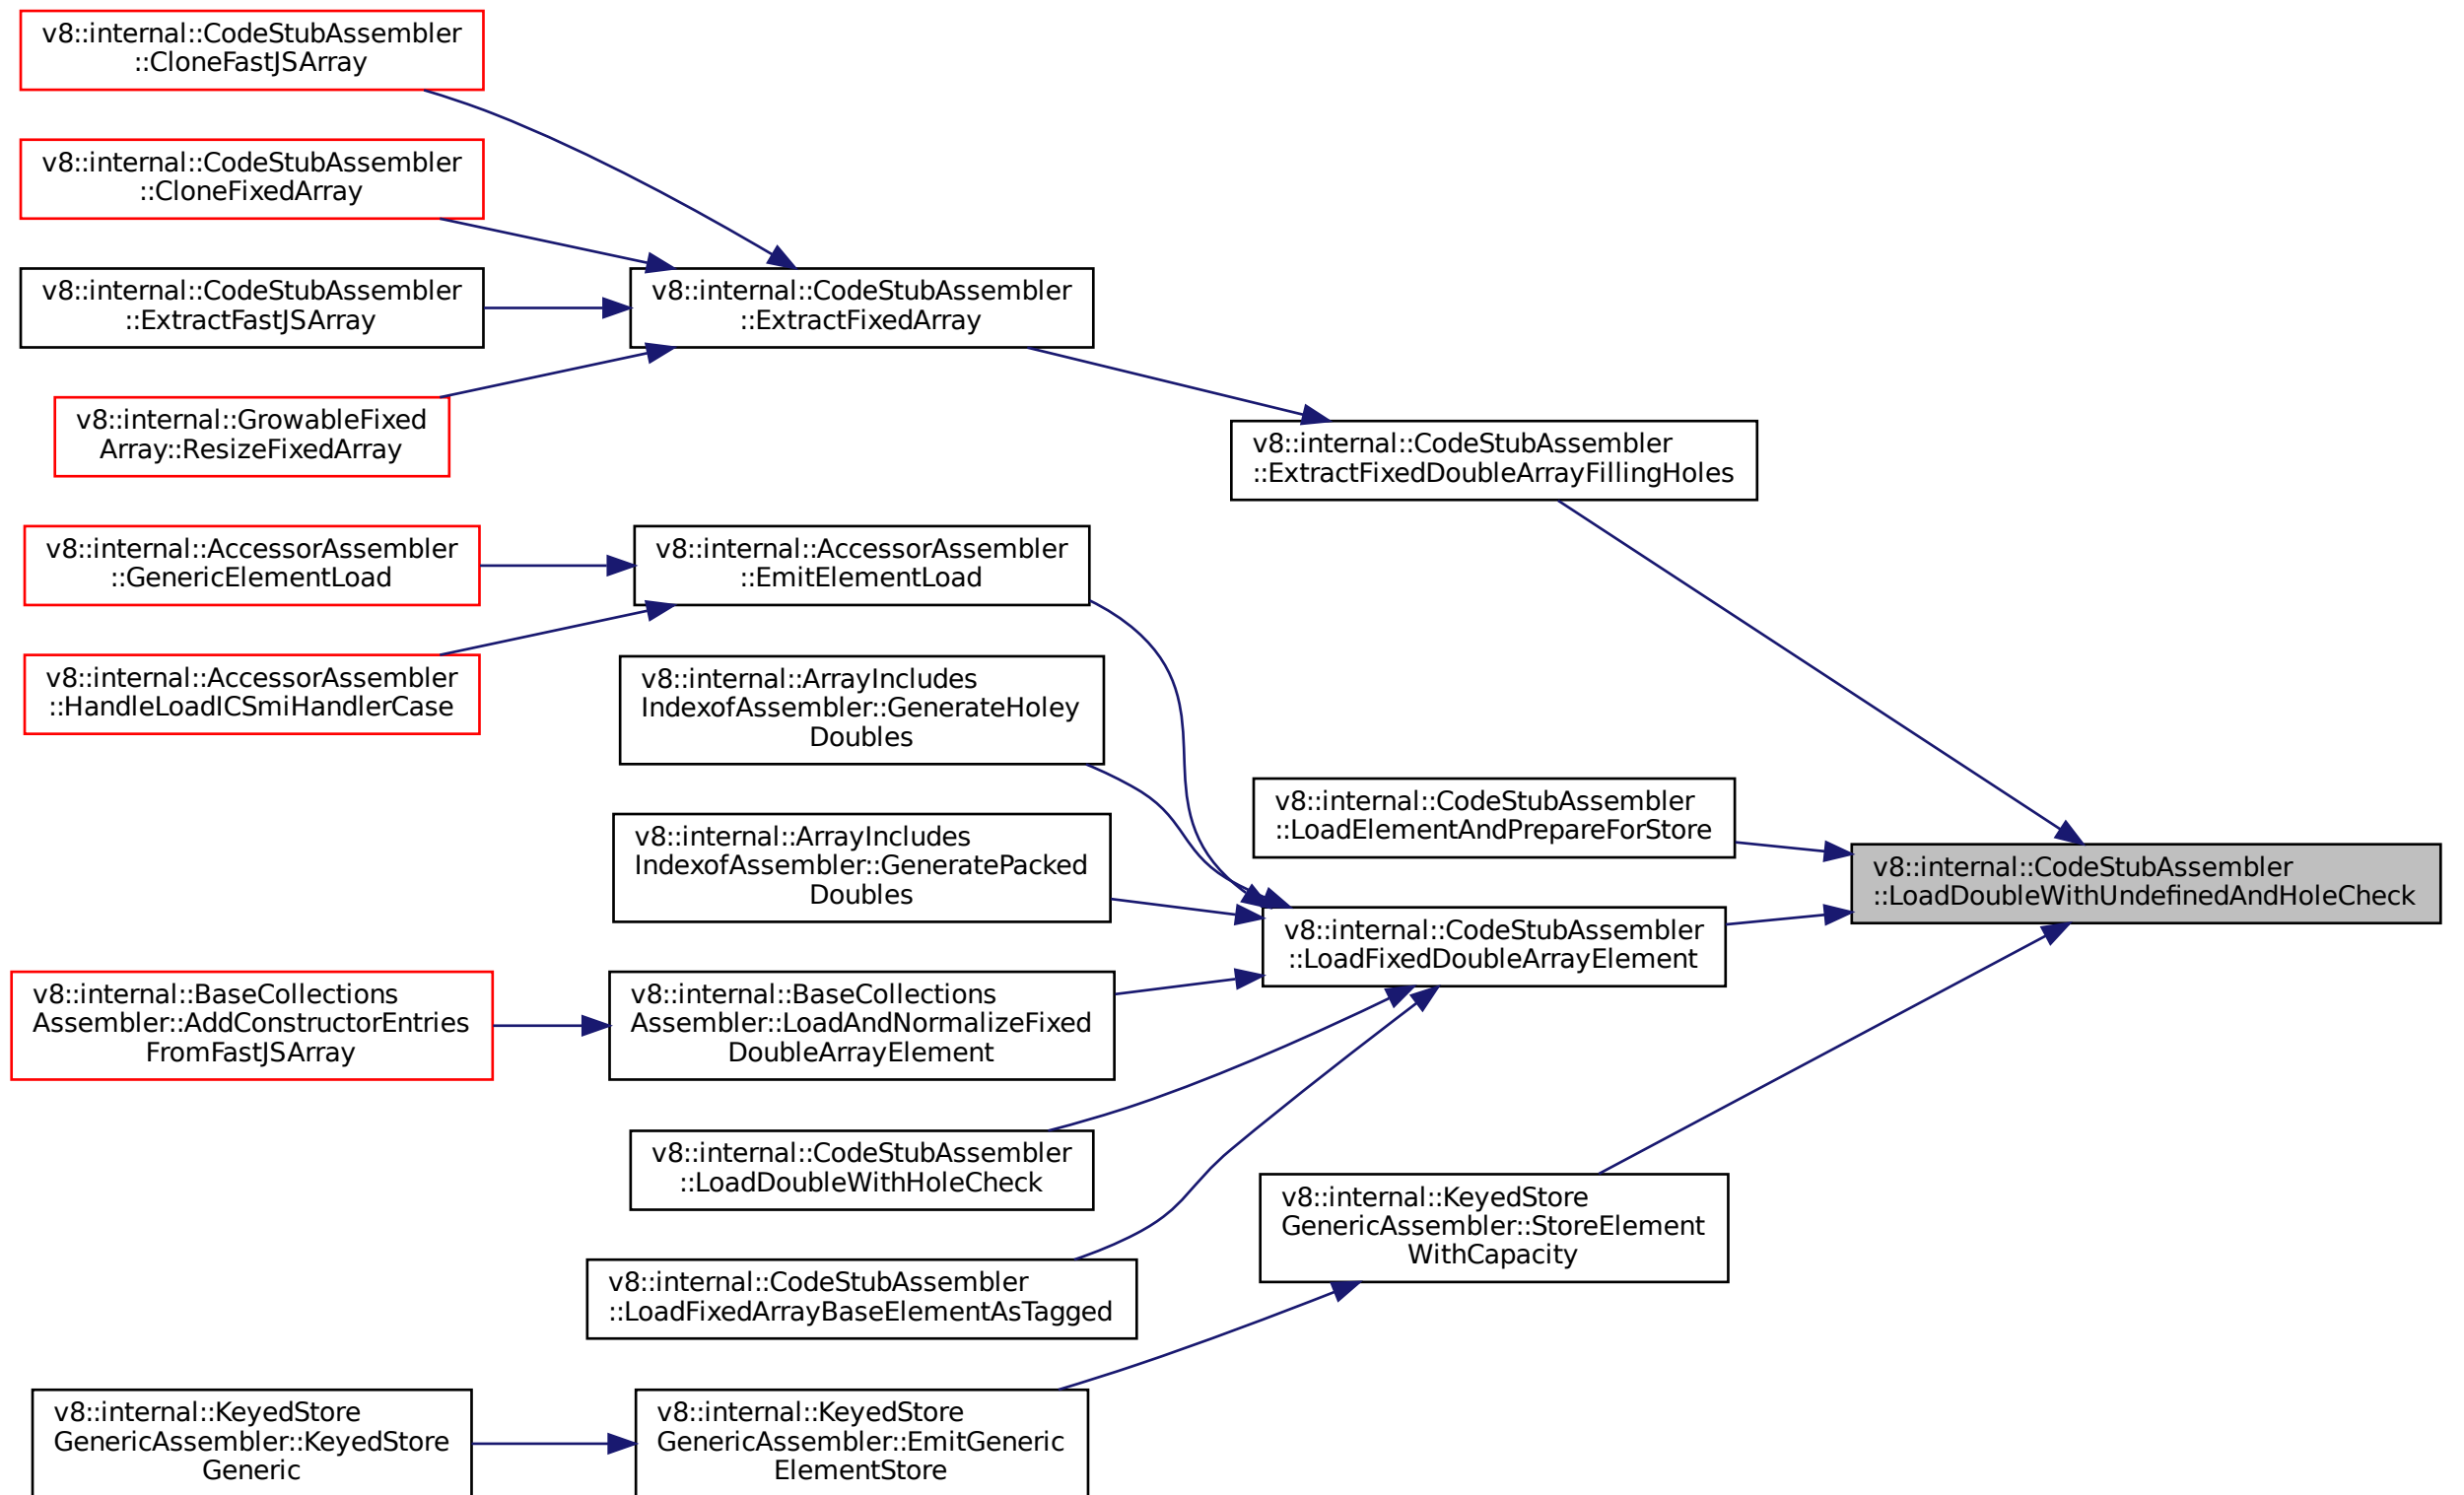 v8::internal::CodeStubAssembler
::CloneFastJSArray
v8::internal::CodeStubAssembler
::CloneFixedArray
v8::internal::CodeStubAssembler
::ExtractFastJSArray
v8::internal::GrowableFixed
Array::ResizeFixedArray
v8::internal::AccessorAssembler
::GenericElementLoad
v8::internal::AccessorAssembler
::HandleLoadICSmiHandlerCase
v8::internal::BaseCollections
Assembler::AddConstructorEntries
FromFastJSArray
v8::internal::KeyedStore
GenericAssembler::KeyedStore
Generic
v8::internal::CodeStubAssembler
::ExtractFixedArray
v8::internal::AccessorAssembler
::EmitElementLoad
v8::internal::ArrayIncludes
IndexofAssembler::GenerateHoley
Doubles
v8::internal::ArrayIncludes
IndexofAssembler::GeneratePacked
Doubles
v8::internal::BaseCollections
Assembler::LoadAndNormalizeFixed
DoubleArrayElement
v8::internal::CodeStubAssembler
::LoadDoubleWithHoleCheck
v8::internal::CodeStubAssembler
::LoadFixedArrayBaseElementAsTagged
v8::internal::KeyedStore
GenericAssembler::EmitGeneric
ElementStore
v8::internal::CodeStubAssembler
::ExtractFixedDoubleArrayFillingHoles
v8::internal::CodeStubAssembler
::LoadElementAndPrepareForStore
v8::internal::CodeStubAssembler
::LoadFixedDoubleArrayElement
v8::internal::KeyedStore
GenericAssembler::StoreElement
WithCapacity
v8::internal::CodeStubAssembler
::LoadDoubleWithUndefinedAndHoleCheck